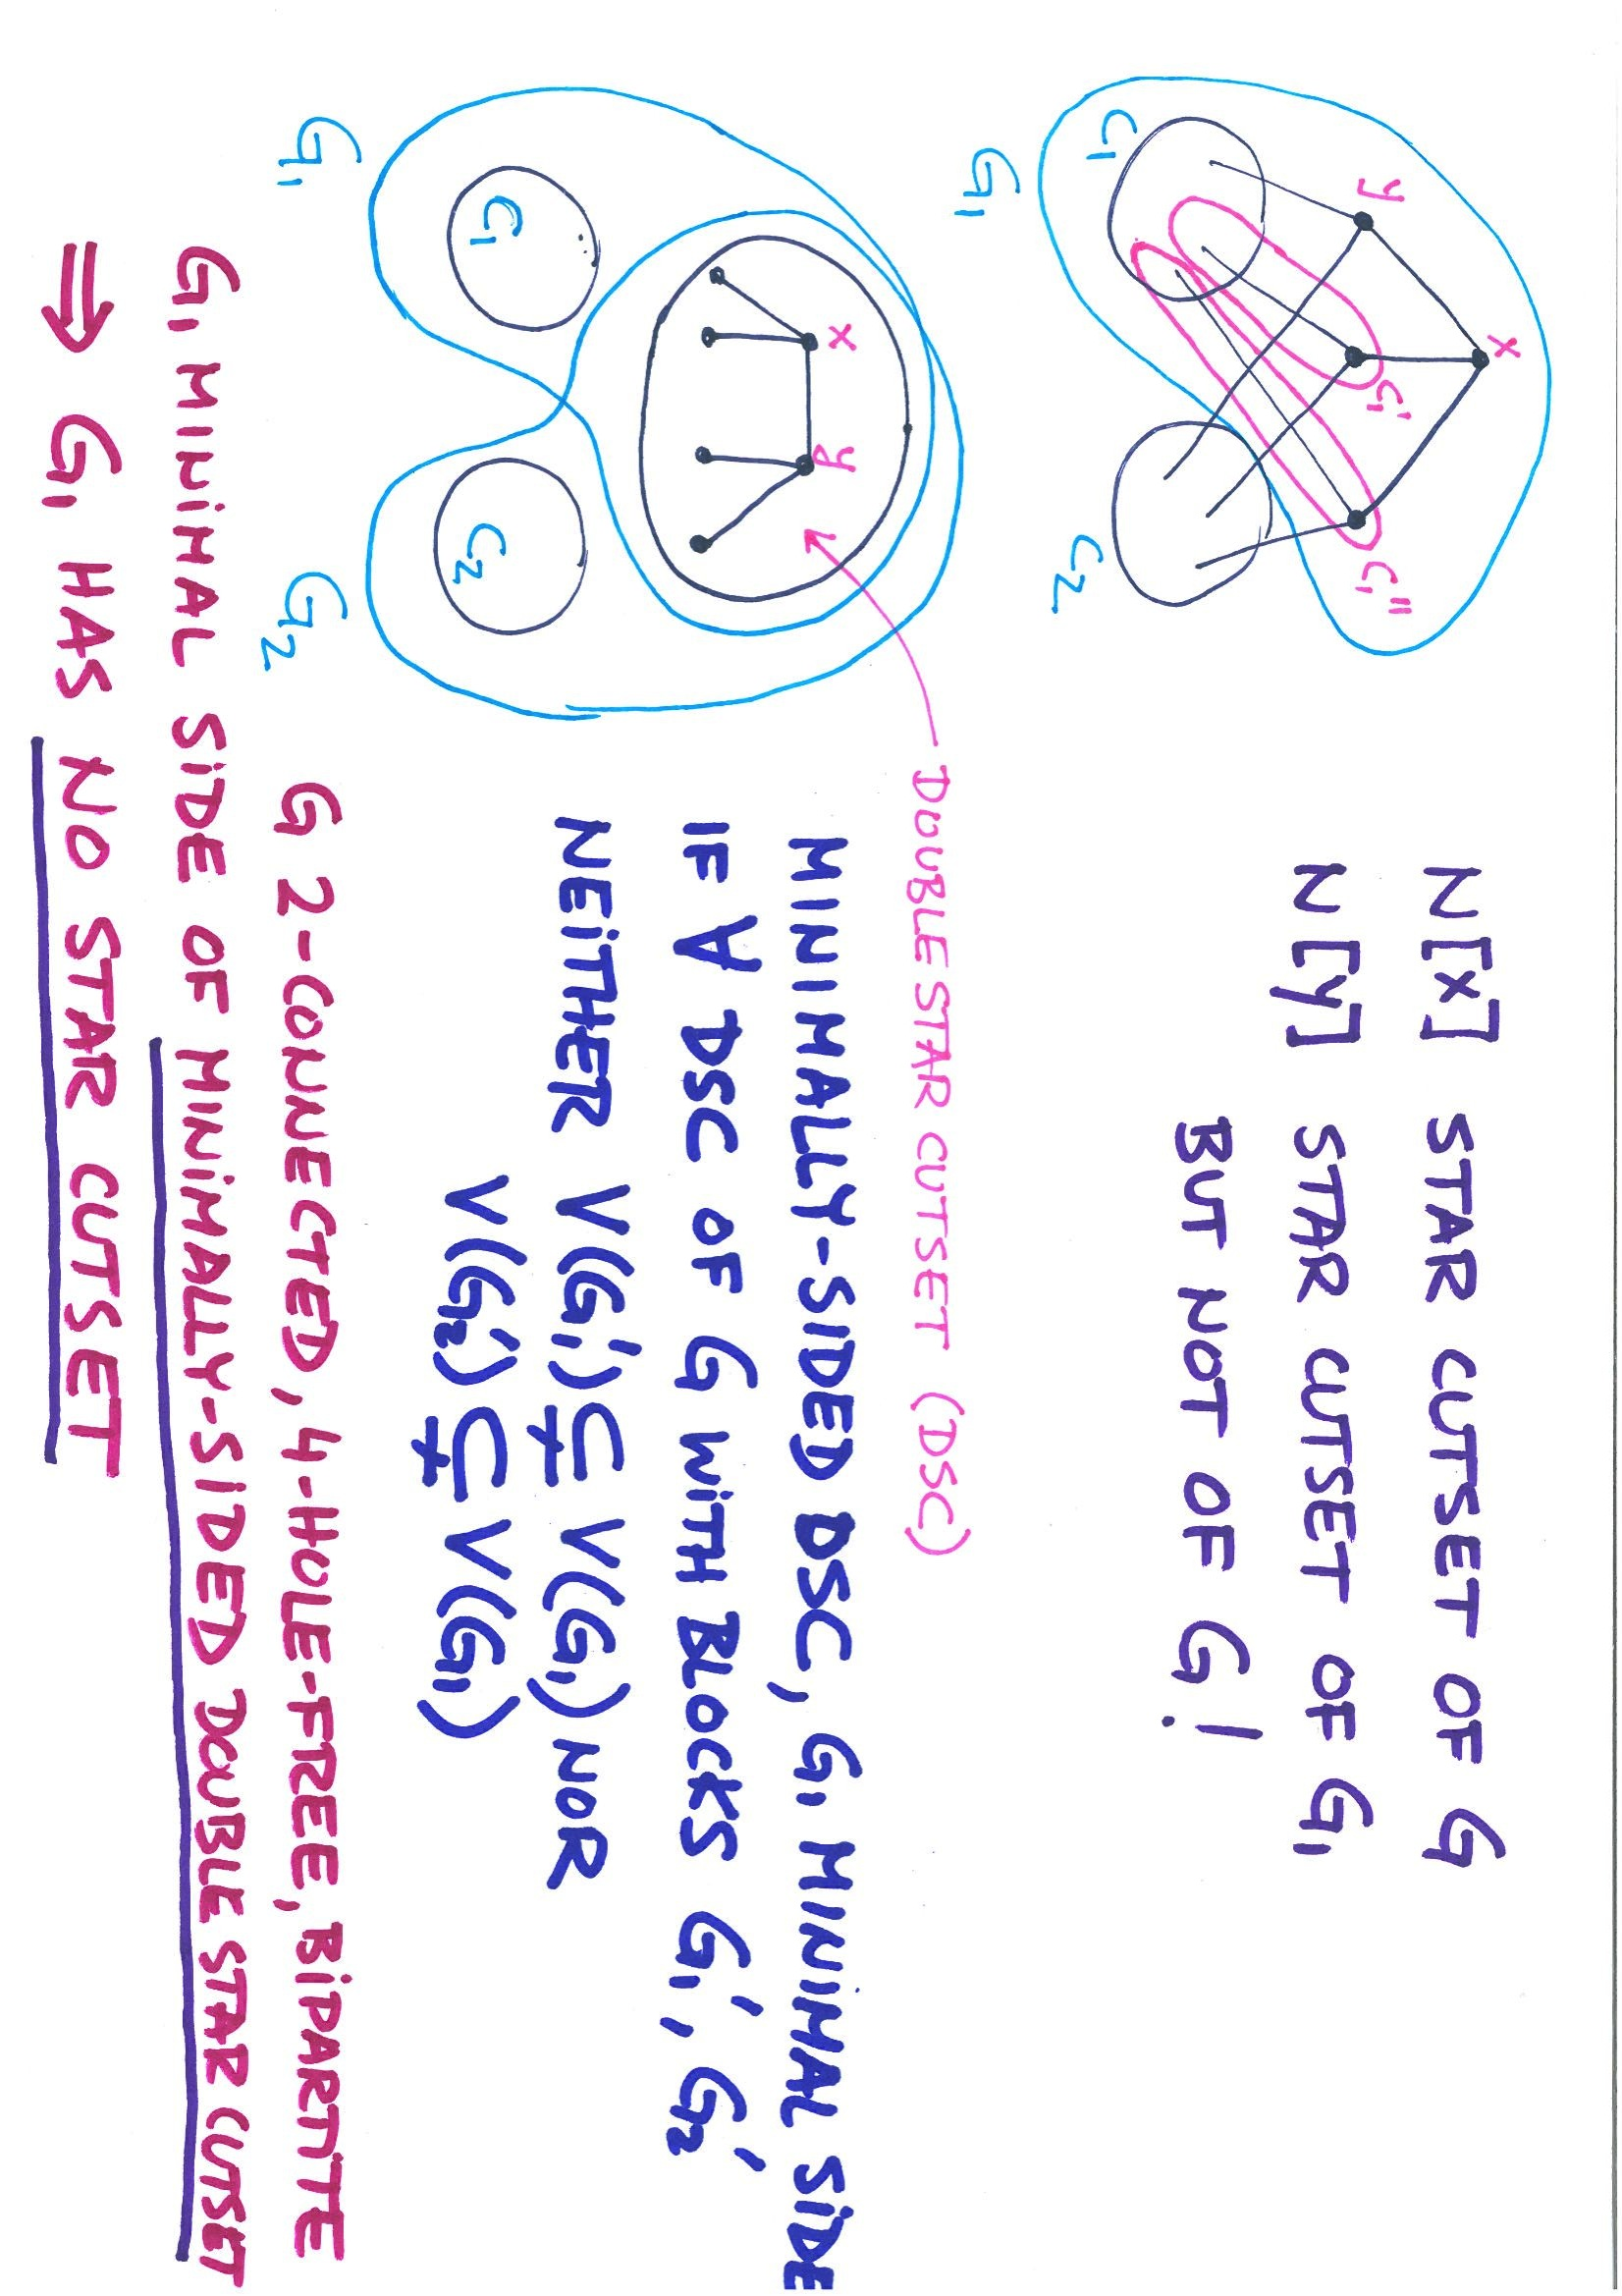 x
y
C₁
C₁'
C₁''
C₂
G₁
N[x] STAR CUTSET OF G
N[y] STAR CUTSET OF G₁
BUT NOT OF G!
DOUBLE STAR CUTSET (DSC)
x
y
C₁
C₂
G₁
G₂
MINIMALLY-SIDED DSC, G₁ MINIMAL SIDE
IF ∀ DSC OF G WITH BLOCKS G₁', G₂'
NEITHER V(G₁') ⊊ V(G₁) NOR
V(G₂') ⊊ V(G₁)
G 2-CONNECTED, 4-HOLE-FREE, BIPARTITE
G₁ MINIMAL SIDE OF MINIMALLY-SIDED DOUBLE STAR CUTSET
⇒ G₁ HAS NO STAR CUTSET